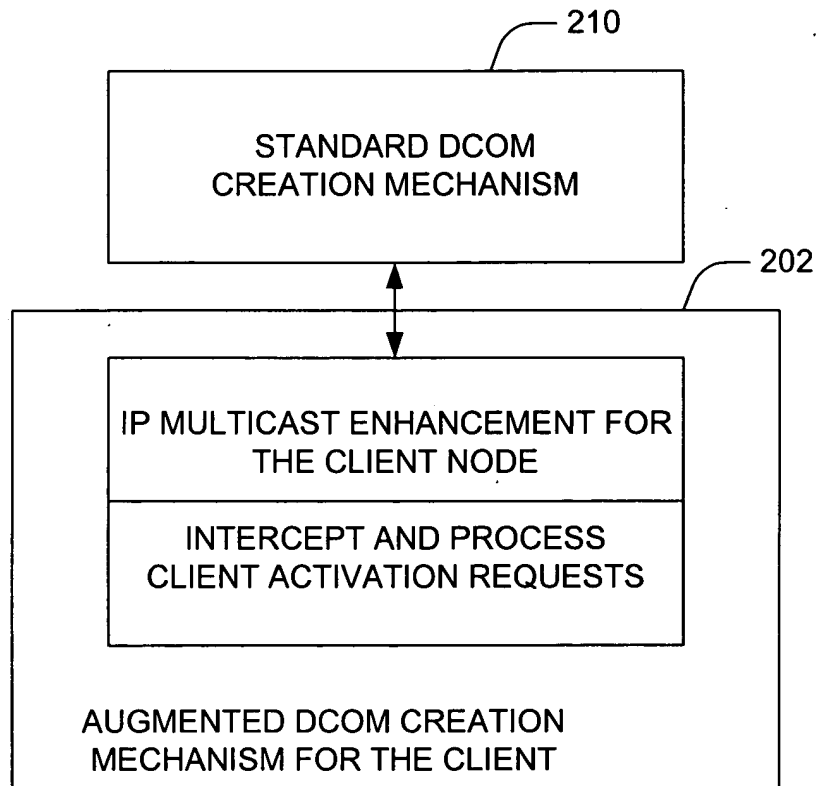 210
STANDARD DCOM
CREATION MECHANISM
202
IP MULTICAST ENHANCEMENT FOR
THE CLIENT NODE
INTERCEPT AND PROCESS
CLIENT ACTIVATION REQUESTS
AUGMENTED DCOM CREATION
MECHANISM FOR THE CLIENT